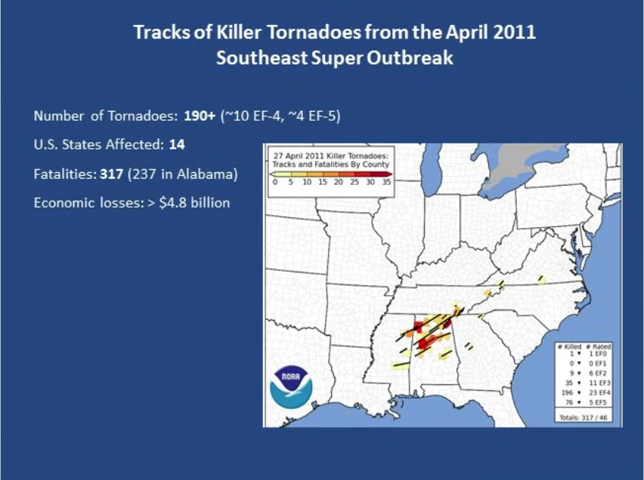 Tracks of Killer Tornadoes from the April 2011
Southeast Super Outbreak
Number of Tornadoes: 190+ (~10 EF-4, ~4 EF-5)
U.S. States Affected: 14
Fatalities: 317 (237 in Alabama)
Economic losses: > $4.8 billion
27 April 2011 Killer Tornadoes:
Tracks and Fatalities By County
0 5 10 15 20 25 30 35
NOAA
# Killed # Rated
1 ▾ 1 EF0
0 ▾ 0 EF1
9 ▾ 6 EF2
35 ▾ 11 EF3
196 ▾ 23 EF4
76 ▾ 5 EF5
Totals: 317 / 46